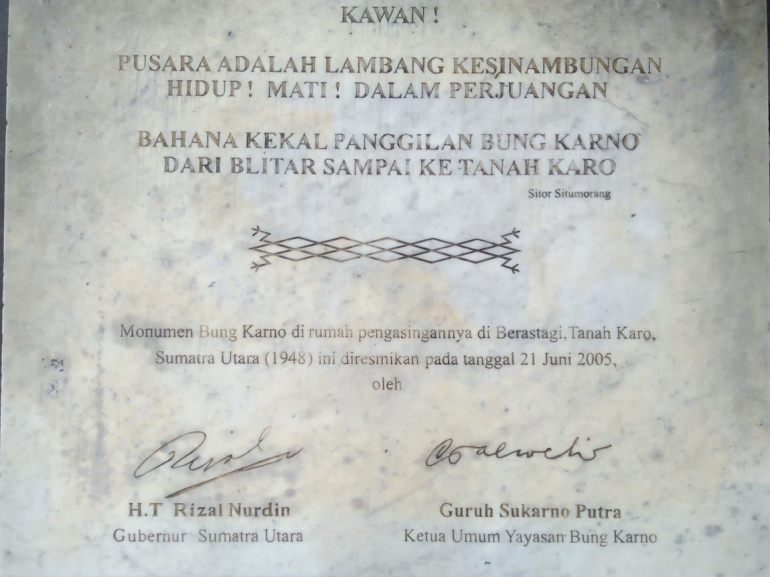 KAWAN !
PUSARA ADALAH LAMBANG KESINAMBUNGAN
HIDUP! MATI! DALAM PERJUANGAN
BAHANA KEKAL PANGGILAN BUNG KARNO
DARI BLITAR SAMPAI KE TANAH KARO
Sitor Situmorang
Monumen Bung Karno di rumah pengasingannya di Berastagi, Tanah Karo,
Sumatra Utara (1948) ini diresmikan pada tanggal 21 Juni 2005,
oleh
H.T Rizal Nurdin
Gubernur Sumatra Utara
Guruh Sukarno Putra
Ketua Umum Yayasan Bung Karno